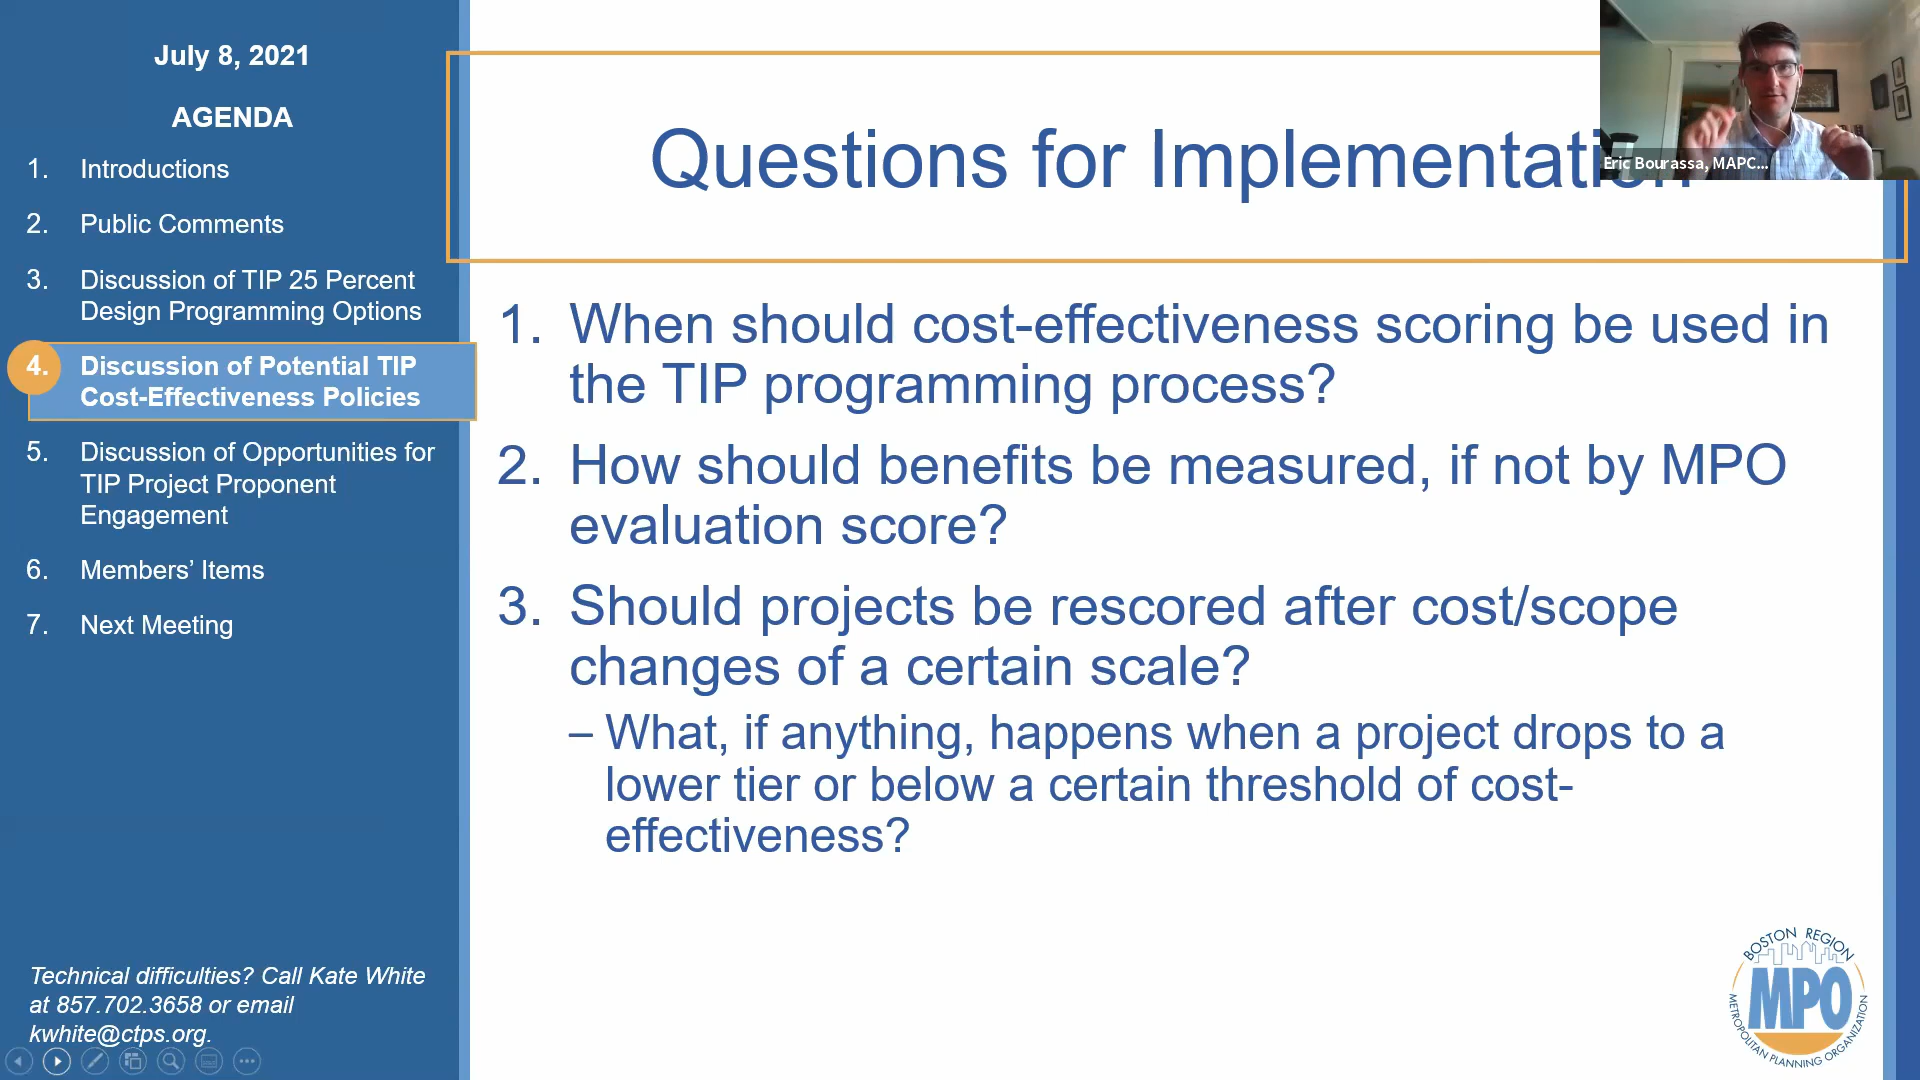 July 8, 2021
AGENDA
1. Introductions
2. Public Comments
3. Discussion of TIP 25 Percent
Design Programming Options
4. Discussion of Potential TIP
Cost-Effectiveness Policies
5. Discussion of Opportunities for
TIP Project Proponent
Engagement
6. Members’ Items
7. Next Meeting
Technical difficulties? Call Kate White
at 857.702.3658 or email
kwhite@ctps.org.
Questions for Implementation
Eric Bourassa, MAPC...
1. When should cost-effectiveness scoring be used in
the TIP programming process?
2. How should benefits be measured, if not by MPO
evaluation score?
3. Should projects be rescored after cost/scope
changes of a certain scale?
– What, if anything, happens when a project drops to a
lower tier or below a certain threshold of cost-
effectiveness?
BOSTON REGION
MPO
METROPOLITAN PLANNING ORGANIZATION